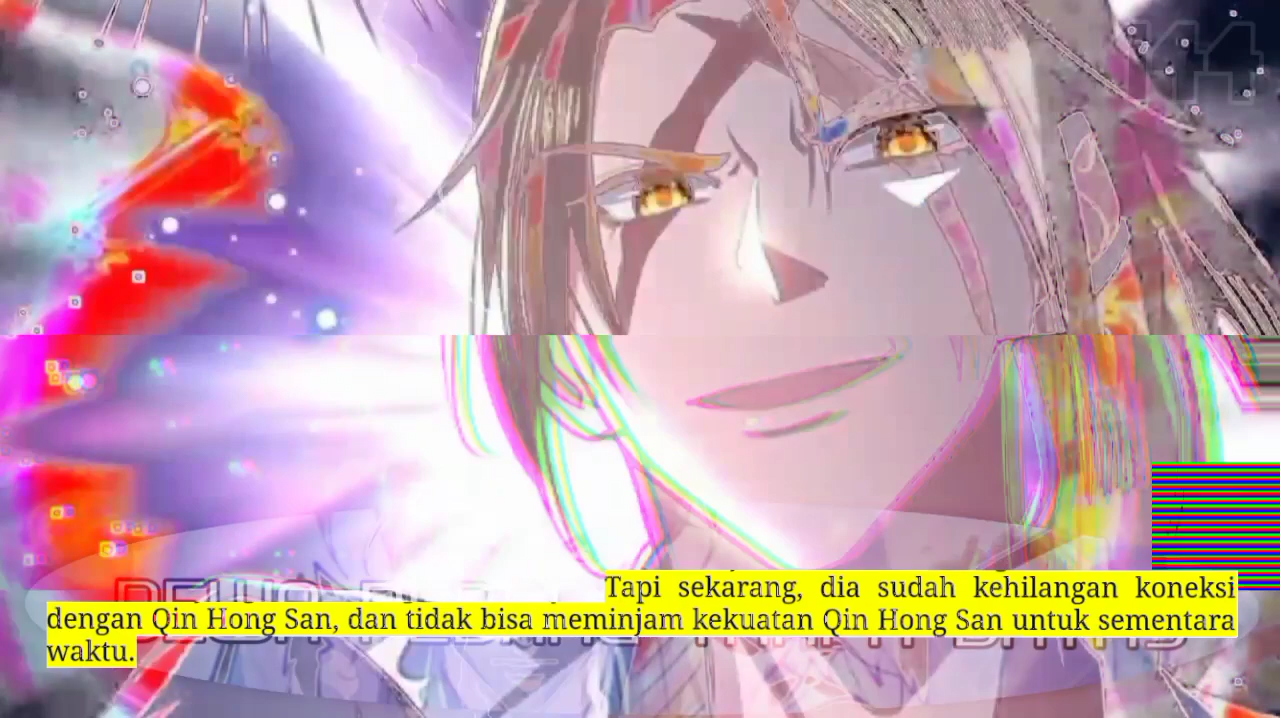 Tapi sekarang, dia sudah kehilangan koneksi
dengan Qin Hong San, dan tidak bisa meminjam kekuatan Qin Hong San untuk sementara
waktu.